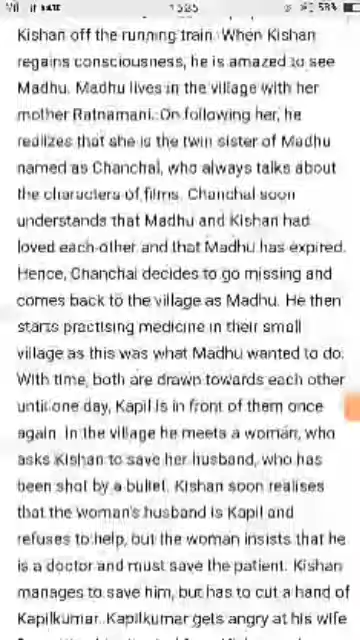 15:35
58%
Kishan off the running train. When Kishan
regains consciousness, he is amazed to see
Madhu. Madhu lives in the village with her
mother Ratnamani. On following her, he
realizes that she is the twin sister of Madhu
named as Chanchal, who always talks about
the characters of films. Chanchal soon
understands that Madhu and Kishan had
loved each-other and that Madhu has expired.
Hence, Chanchal decides to go missing and
comes back to the village as Madhu. He then
starts practising medicine in their small
village as this was what Madhu wanted to do.
With time, both are drawn towards each other
until one day, Kapil is in front of them once
again. In the village he meets a woman, who
asks Kishan to save her husband, who has
been shot by a bullet. Kishan soon realises
that the woman's husband is Kapil and
refuses to help, but the woman insists that he
is a doctor and must save the patient. Kishan
manages to save him, but has to cut a hand of
Kapilkumar. Kapilkumar gets angry at his wife